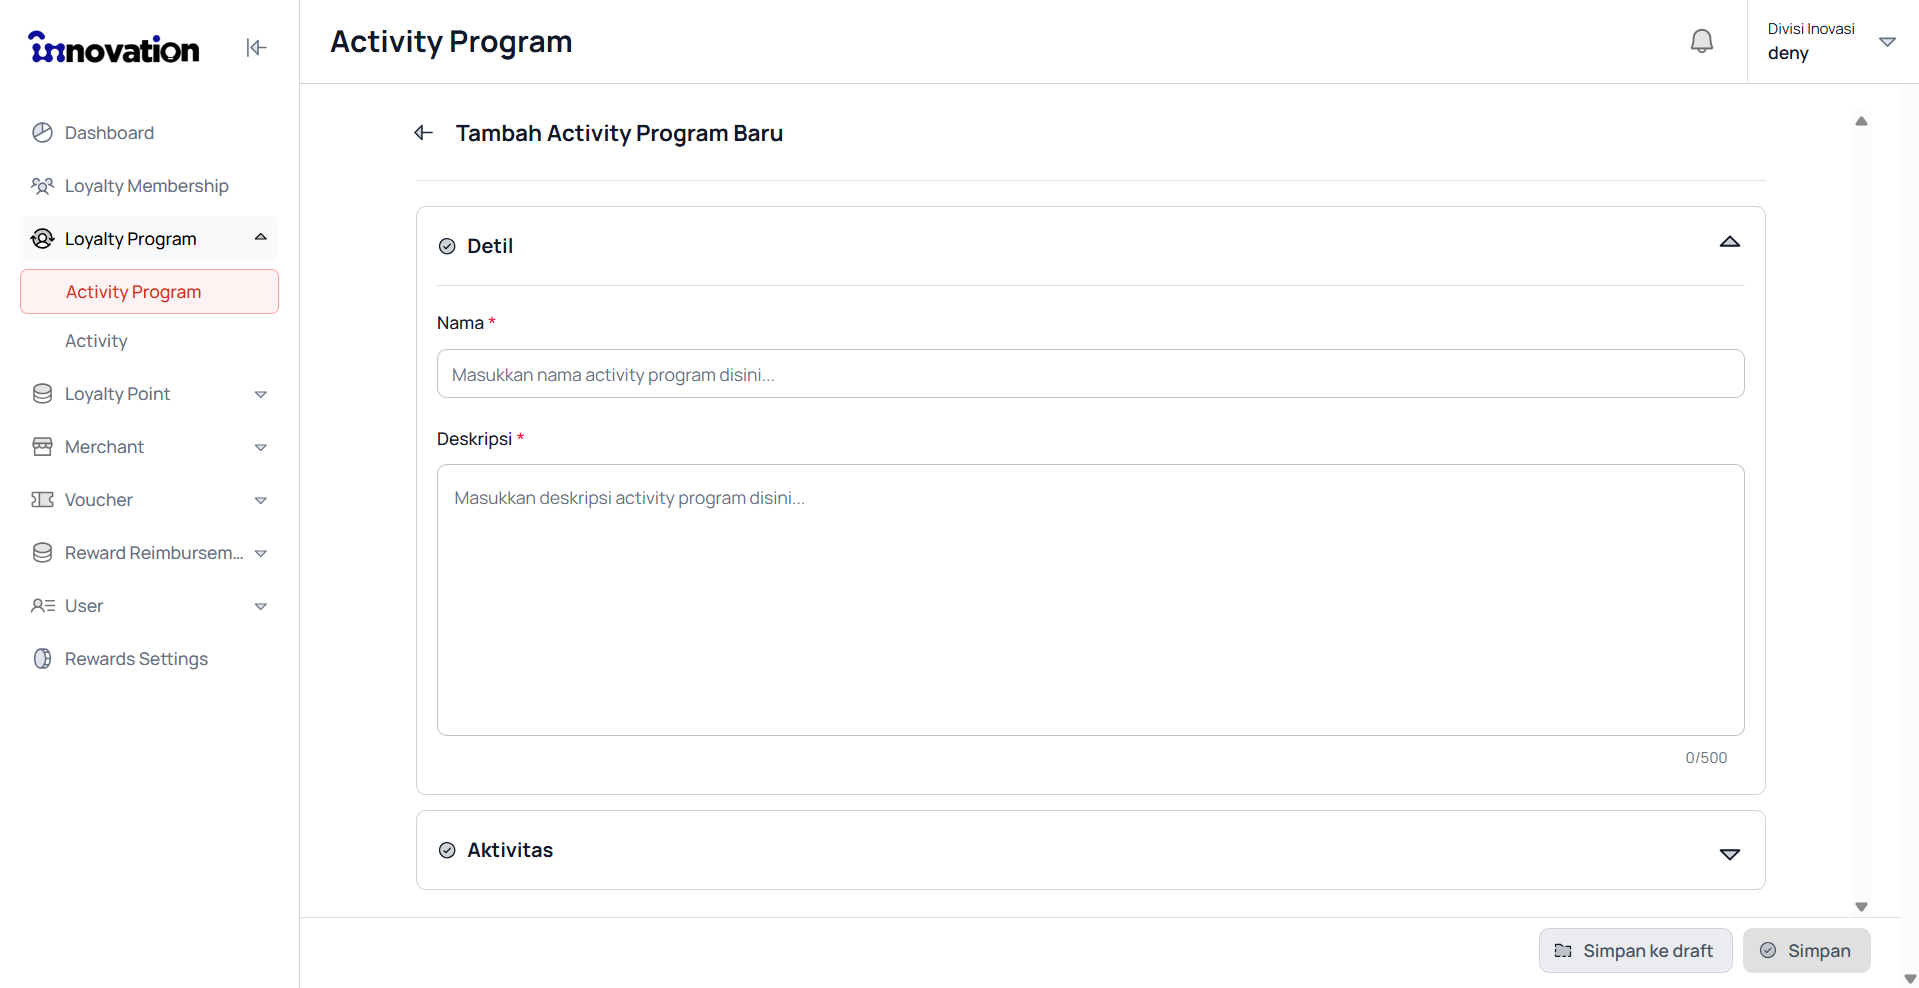 innovation
Activity Program
Divisi Inovasi
deny
Dashboard
Loyalty Membership
Loyalty Program
Activity Program
Activity
Loyalty Point
Merchant
Voucher
Reward Reimbursem...
User
Rewards Settings
Tambah Activity Program Baru
Detil
Nama *
Masukkan nama activity program disini...
Deskripsi *
Masukkan deskripsi activity program disini...
0/500
Aktivitas
Simpan ke draft
Simpan